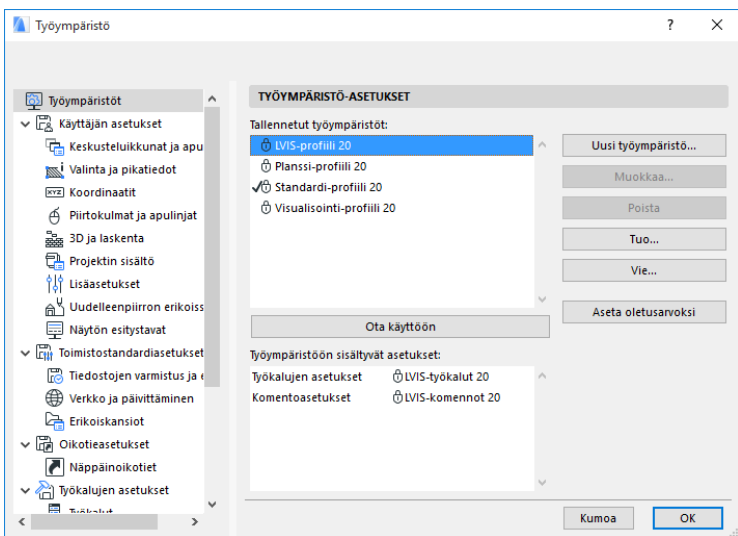 Työympäristö
?
Työympäristöt
Käyttäjän asetukset
Keskusteluikkunat ja apu
Valinta ja pikatiedot
XYZ Koordinaatit
Piirtokulmat ja apulinjat
3D ja laskenta
Projektin sisältö
Lisäasetukset
Uudelleenpiirron erikoiss
Näytön esitystavat
Toimistostandardiasetukset
Tiedostojen varmistus ja
Verkko ja päivittäminen
Erikoiskansiot
Oikotieasetukset
Näppäinoikotiet
Työkalujen asetukset
Työkalut
TYÖYMPÄRISTÖ-ASETUKSET
Tallennetut työympäristöt:
LVIS-profiili 20
Planssi-profiili 20
Standardi-profiili 20
Visualisointi-profiili 20
Uusi työympäristö...
Muokkaa...
Poista
Tuo...
Vie...
Aseta oletusarvoksi
Ota käyttöön
Työympäristöön sisältyvät asetukset:
Työkalujen asetukset LVIS-työkalut 20
Komentoasetukset LVIS-komennot 20
Kumoa
OK